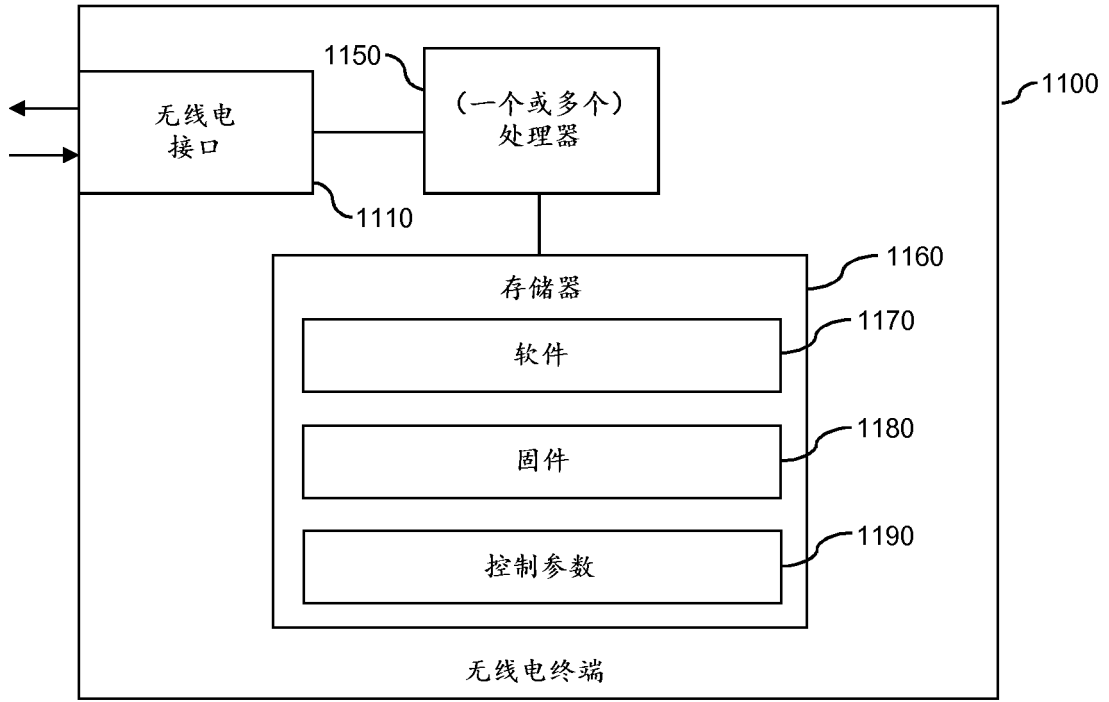 1150
1100
无线电
接口
（一个或多个）
处理器
1110
1160
存储器
1170
软件
1180
固件
1190
控制参数
无线电终端